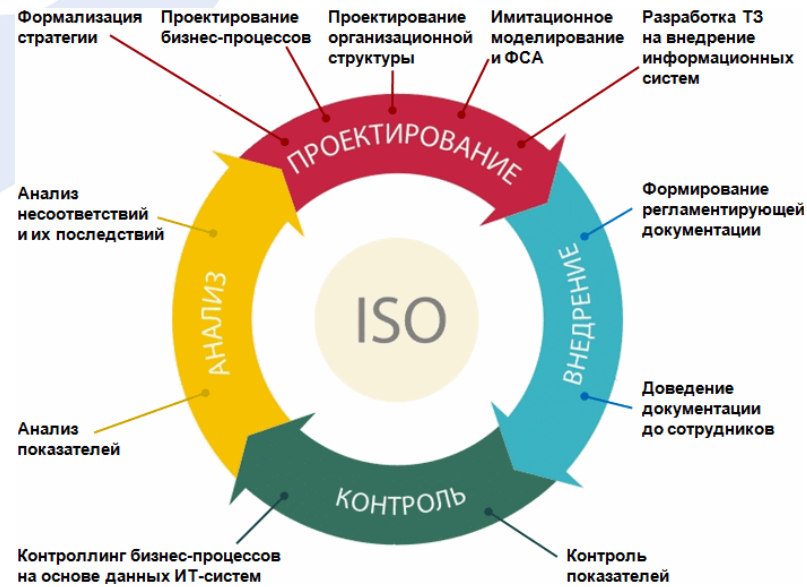 Формализация
стратегии
Проектирование
бизнес-процессов
Проектирование
организационной
структуры
Имитационное
моделирование
и ФСА
Разработка ТЗ
на внедрение
информационных
систем
ПРОЕКТИРОВАНИЕ
Анализ
несоответствий
и их последствий
Формирование
регламентирующей
документации
АНАЛИЗ
ISO
ВНЕДРЕНИЕ
Анализ
показателей
Доведение
документации
до сотрудников
КОНТРОЛЬ
Контроллинг бизнес-процессов
на основе данных ИТ-систем
Контроль
показателей